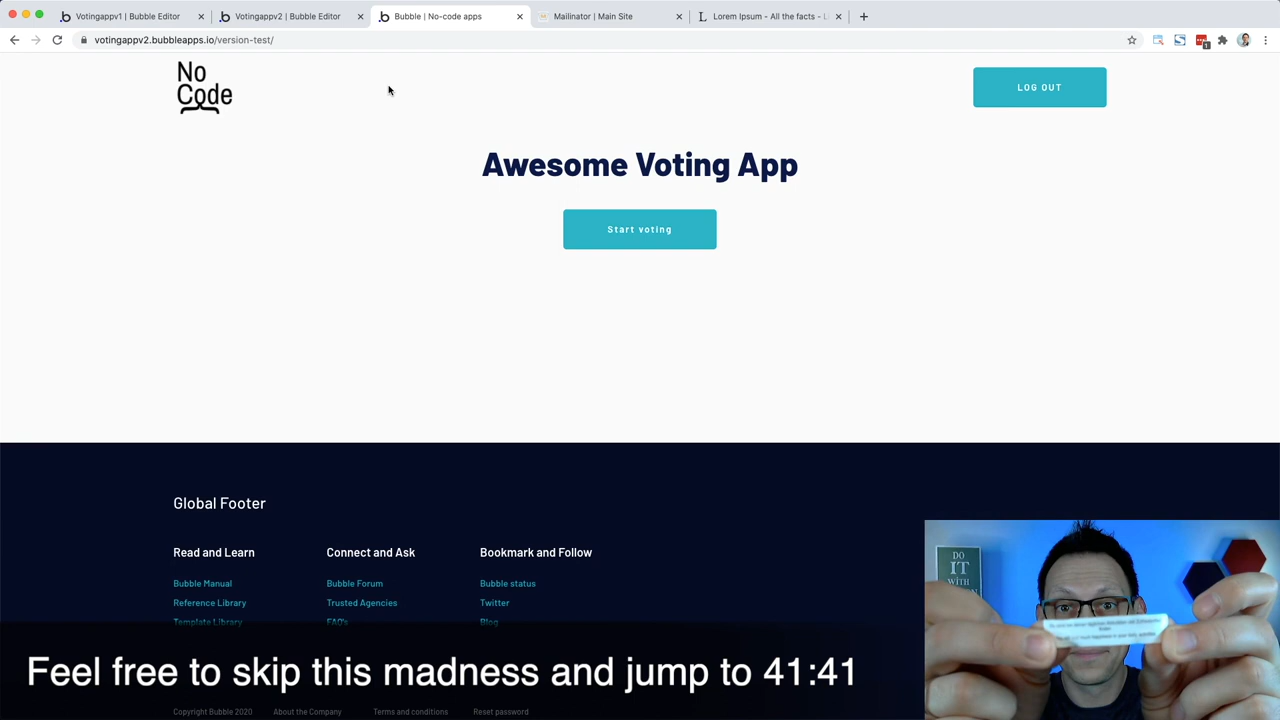 Votingappv1 | Bubble Editor
Votingappv2 | Bubble Editor
Bubble | No-code apps
Mailinator | Main Site
Lorem Ipsum - All the facts - L
votingappv2.bubbleapps.io/version-test/
1
No
Code
LOG OUT
Awesome Voting App
Start voting
Global Footer
Read and Learn
Connect and Ask
Bookmark and Follow
Bubble Manual
Bubble Forum
Bubble status
Reference Library
Trusted Agencies
Twitter
Template Library
FAQ's
Blog
DO
IT
WITH
Feel free to skip this madness and jump to 41:41
Copyright Bubble 2020
About the Company
Terms and conditions
Reset password